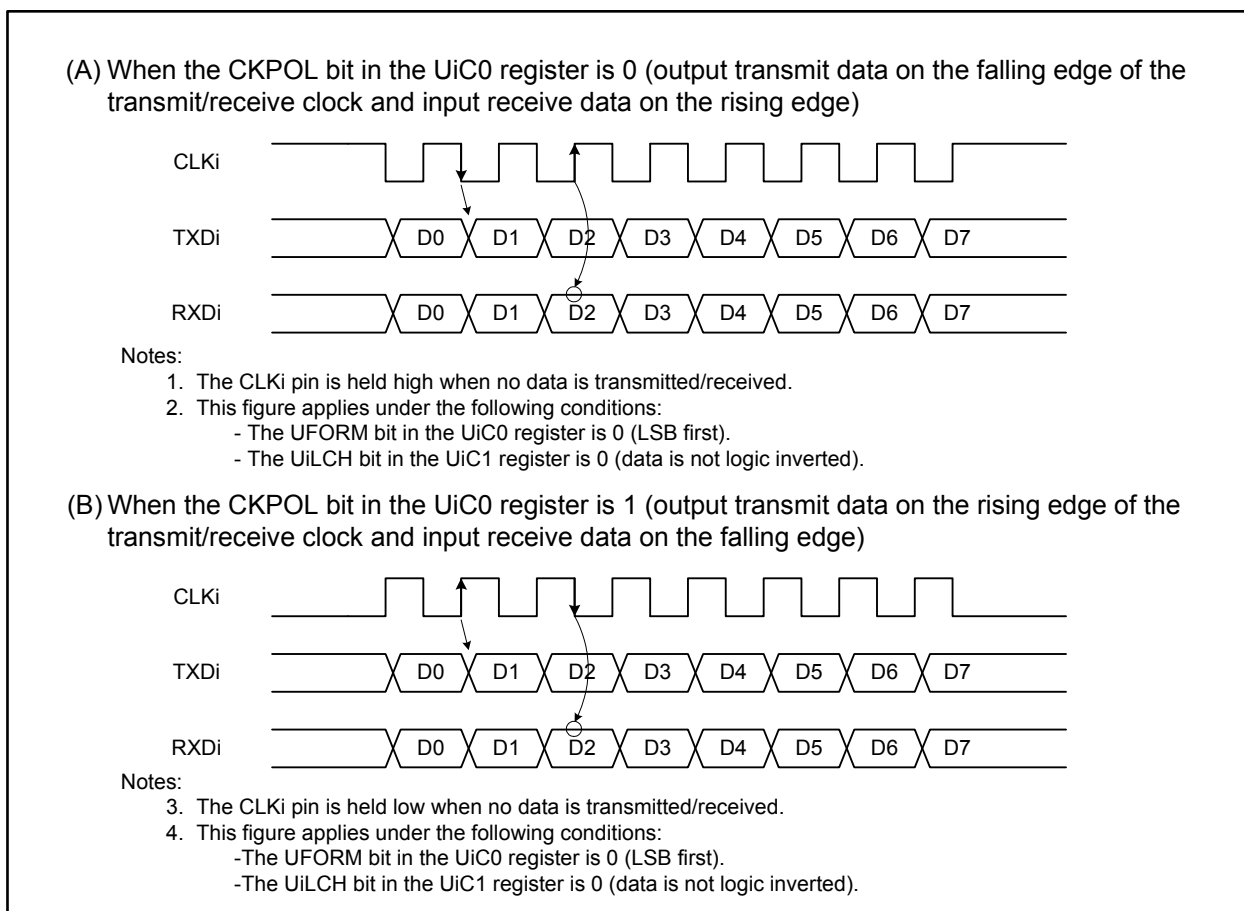 (A) When the CKPOL bit in the UiC0 register is 0 (output transmit data on the falling edge of the
transmit/receive clock and input receive data on the rising edge)
CLKi
TXDi D0 D1 D2 D3 D4 D5 D6 D7
RXDi D0 D1 D2 D3 D4 D5 D6 D7
Notes:
1. The CLKi pin is held high when no data is transmitted/received.
2. This figure applies under the following conditions:
- The UFORM bit in the UiC0 register is 0 (LSB first).
- The UiLCH bit in the UiC1 register is 0 (data is not logic inverted).
(B) When the CKPOL bit in the UiC0 register is 1 (output transmit data on the rising edge of the
transmit/receive clock and input receive data on the falling edge)
CLKi
TXDi D0 D1 D2 D3 D4 D5 D6 D7
RXDi D0 D1 D2 D3 D4 D5 D6 D7
Notes:
3. The CLKi pin is held low when no data is transmitted/received.
4. This figure applies under the following conditions:
-The UFORM bit in the UiC0 register is 0 (LSB first).
-The UiLCH bit in the UiC1 register is 0 (data is not logic inverted).